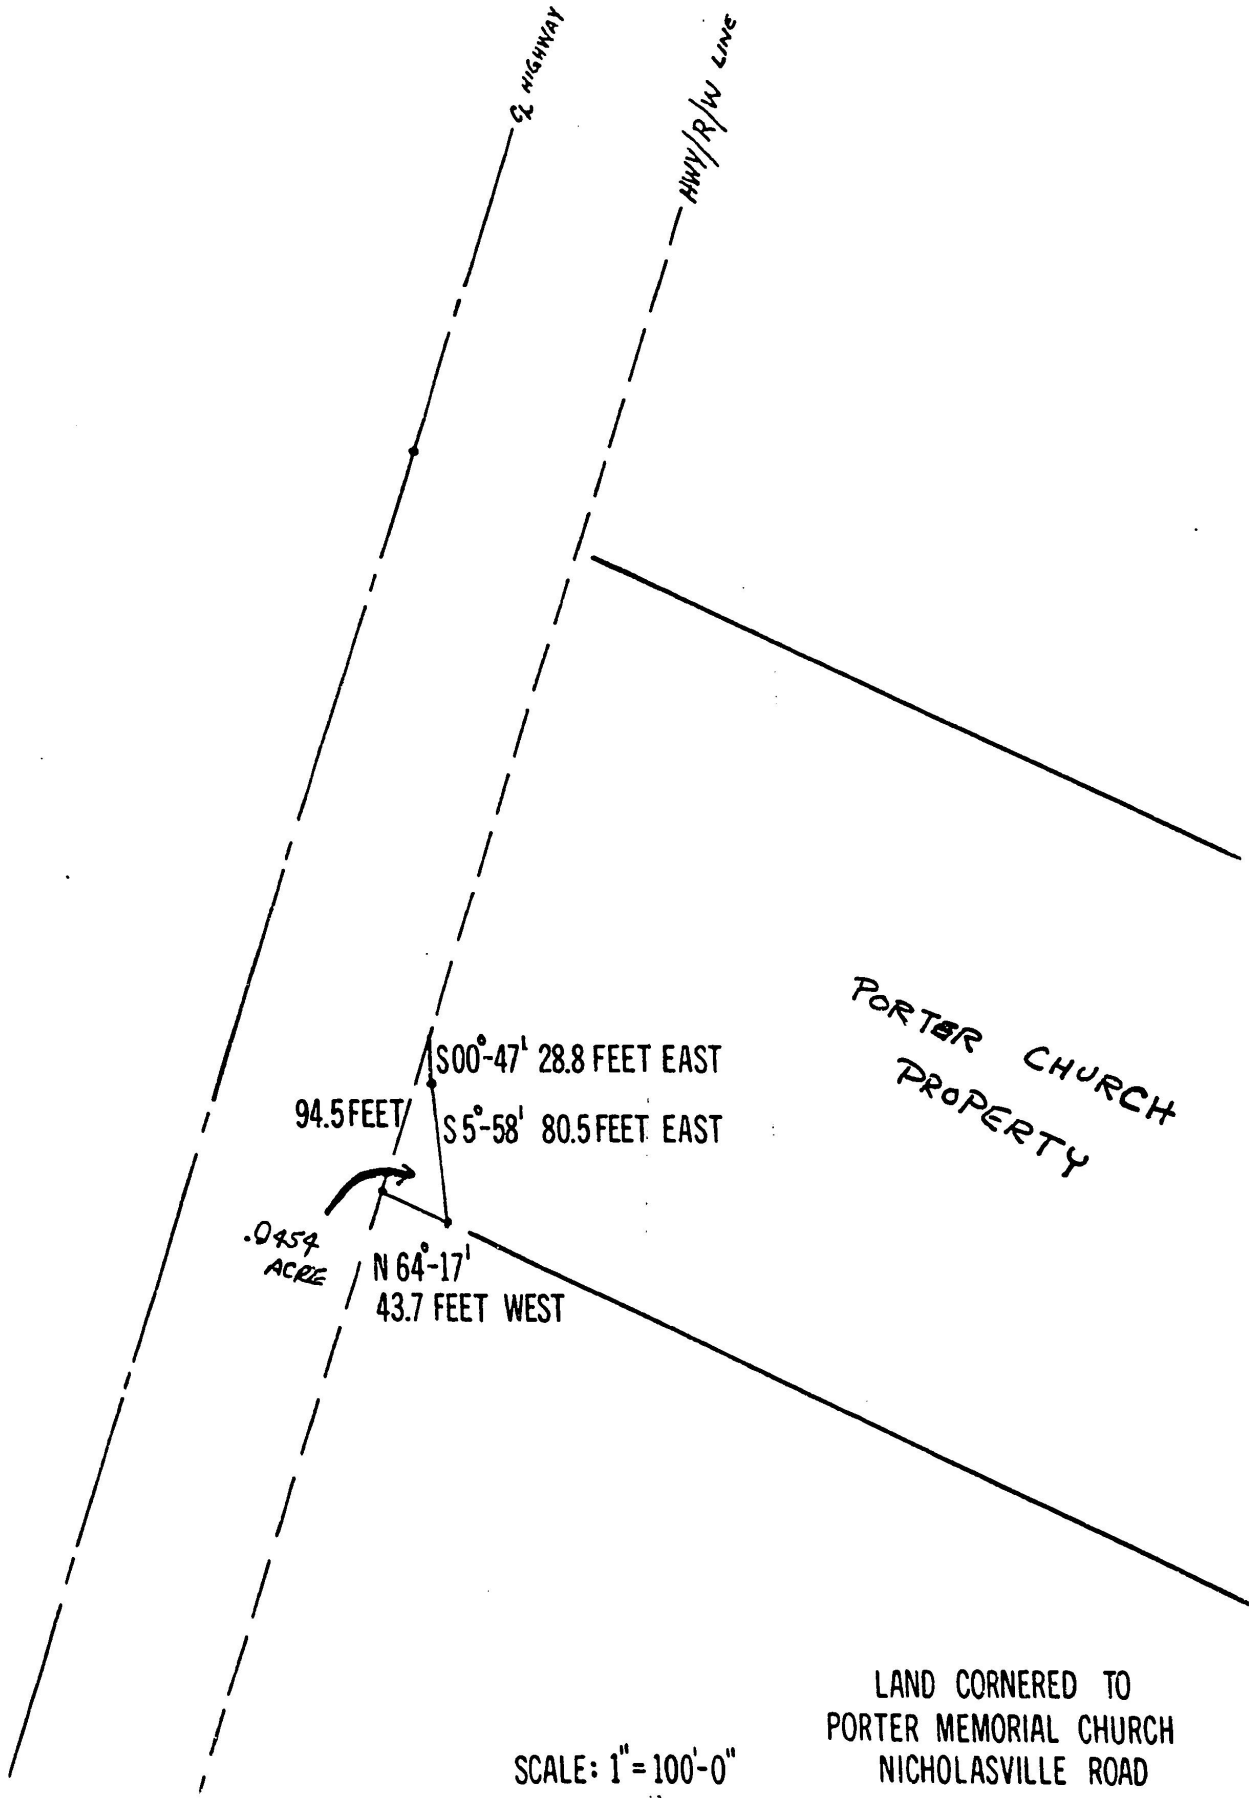 ℄ HIGHWAY
HWY/R/W LINE
S00°-47' 28.8 FEET EAST
94.5 FEET
S 5°-58' 80.5 FEET EAST
PORTER CHURCH
PROPERTY
.0454
ACRE
N 64°-17'
43.7 FEET WEST
LAND CORNERED TO
PORTER MEMORIAL CHURCH
NICHOLASVILLE ROAD
SCALE: 1"=100'-0"